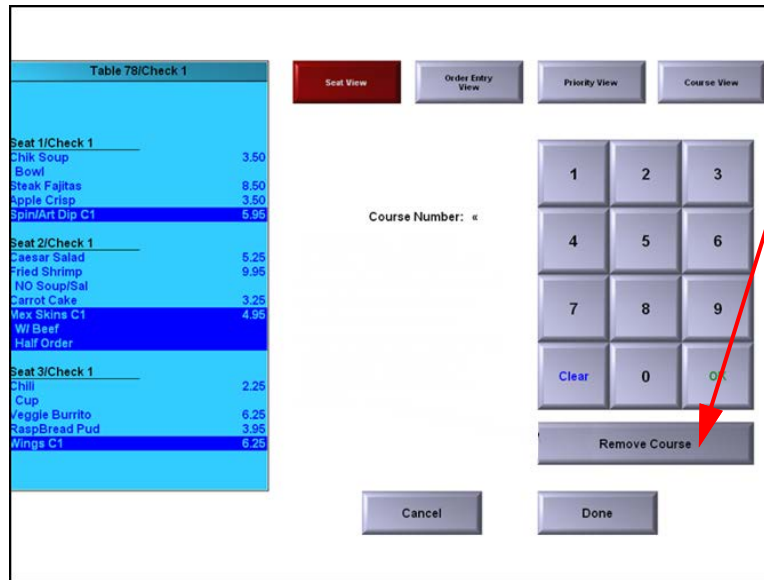 Table 78/Check 1
Seat View
Order Entry
View
Priority View
Course View
Seat 1/Check 1
Chik Soup 3.50
Bowl
Steak Fajitas 8.50
Apple Crisp 3.50
Spin/Art Dip C1 5.95
Seat 2/Check 1
Caesar Salad 5.25
Fried Shrimp 9.95
NO Soup/Sal
Carrot Cake 3.25
Mex Skins C1 4.95
W/ Beef
Half Order
Seat 3/Check 1
Chili 2.25
Cup
Veggie Burrito 6.25
RaspBread Pud 3.95
Wings C1 6.25
Course Number: «
1 2 3
4 5 6
7 8 9
Clear 0 OK
Remove Course
Cancel
Done